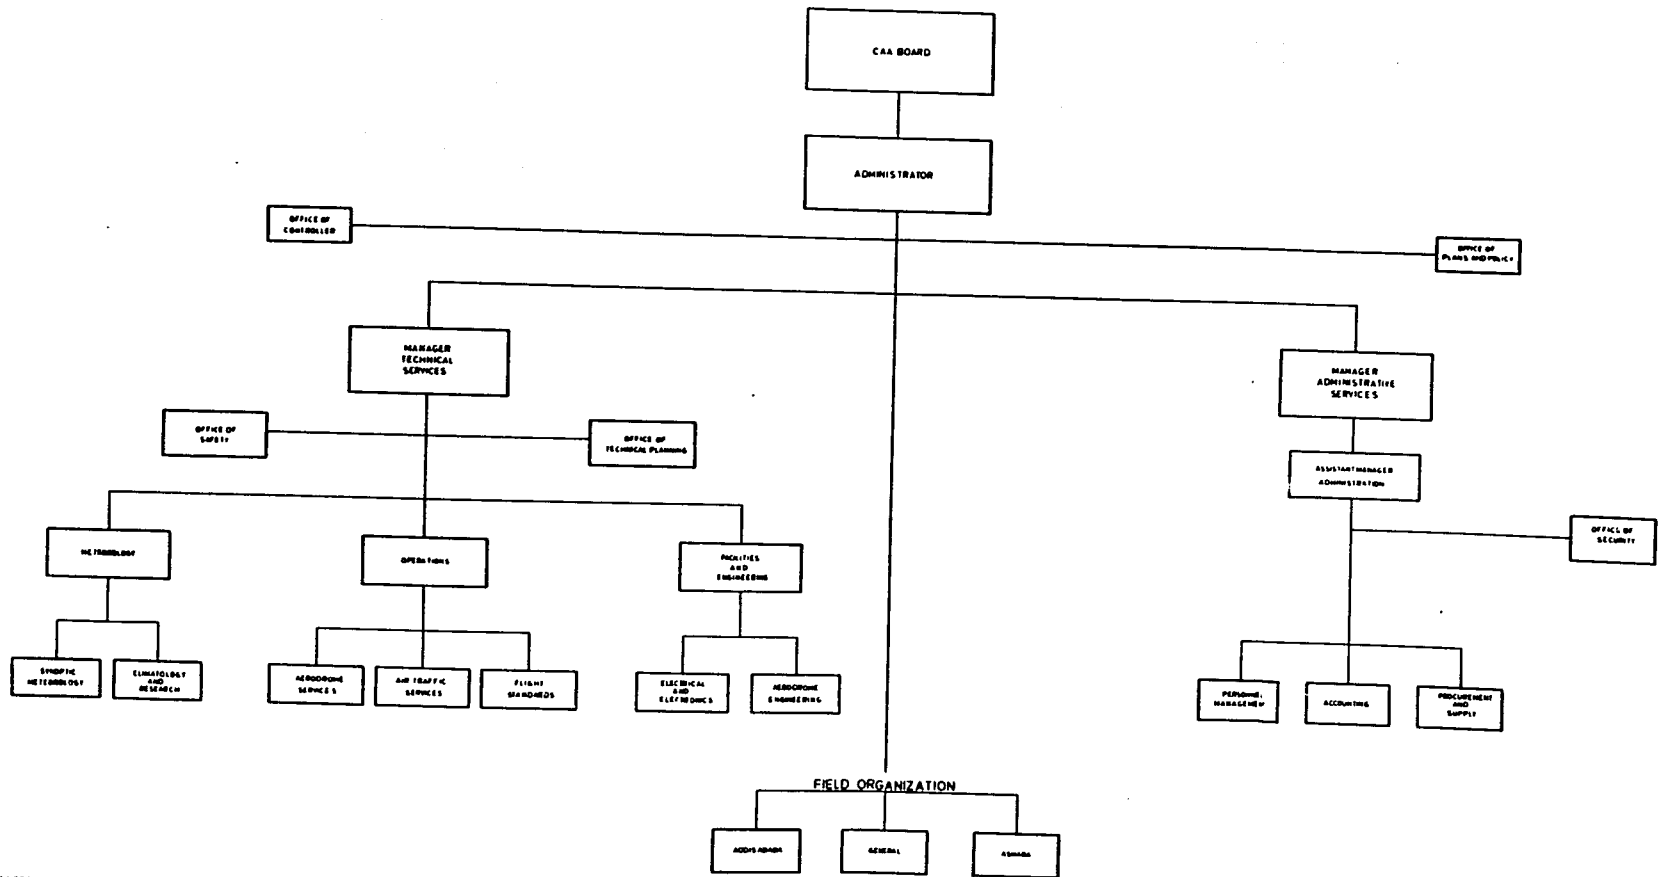 CAA BOARD
ADMINISTRATOR
OFFICE OF
CONTROLLER
OFFICE OF
PLANS AND POLICY
MANAGER
TECHNICAL
SERVICES
MANAGER
ADMINISTRATIVE
SERVICES
OFFICE OF
SAFETY
OFFICE OF
TECHNICAL PLANNING
ASSISTANT MANAGER
ADMINISTRATION
OFFICE OF
SECURITY
METEOROLOGY
OPERATIONS
FACILITIES
AND
ENGINEERING
SYNOPTIC
METEOROLOGY
CLIMATOLOGY
AND
RESEARCH
AERODROME
SERVICES
AIR TRAFFIC
SERVICES
FLIGHT
STANDARDS
ELECTRICAL
AND
ELECTRONICS
AERODROME
ENGINEERING
PERSONNEL
MANAGEMENT
ACCOUNTING
PROCUREMENT
AND
SUPPLY
FIELD ORGANIZATION
ADDIS ABABA
GENERAL
ASMARA